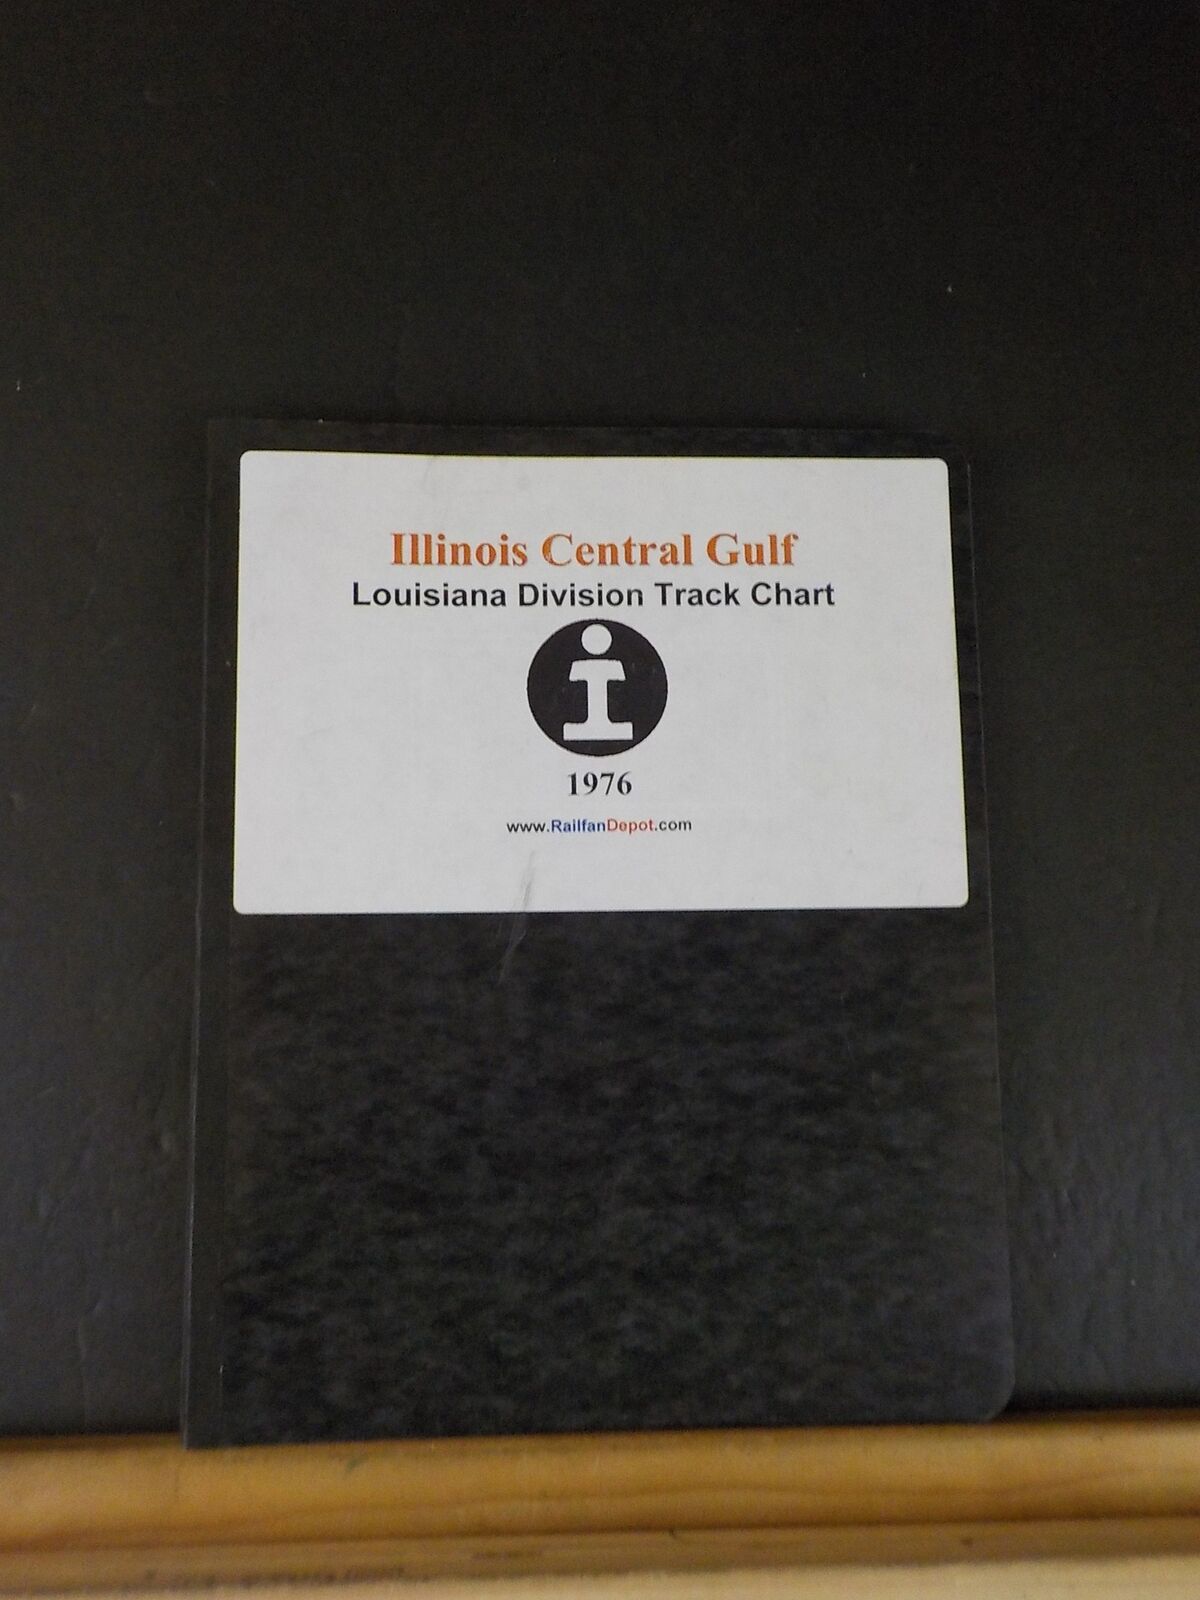 Illinois Central Gulf
Louisiana Division Track Chart
i
1976
www.RailfanDepot.com